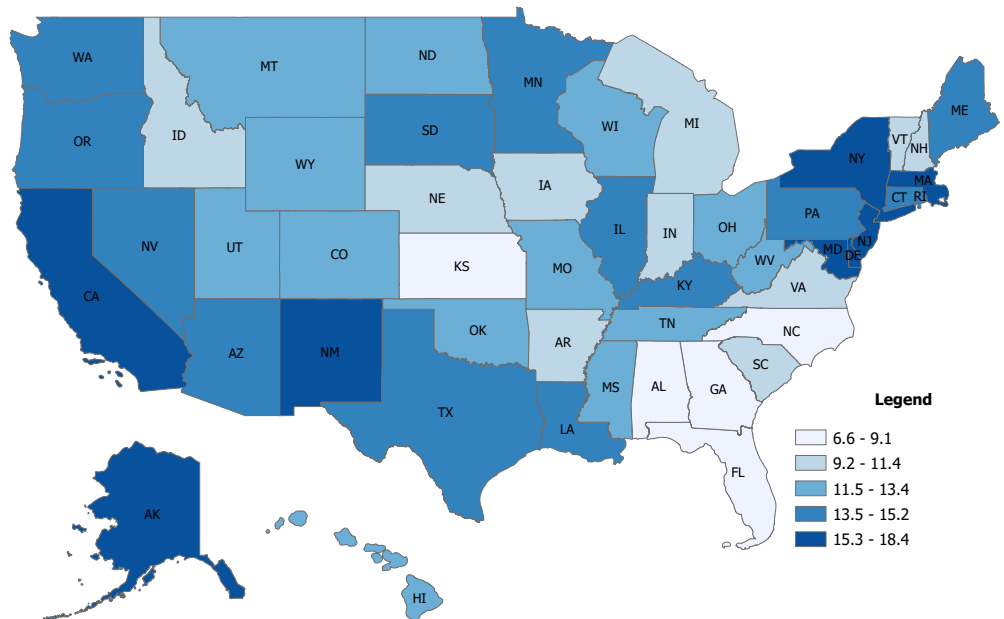 WA
MT
ND
MN
ME
OR
ID
SD
WI
MI
VT
NH
NY
WY
MA
CT
RI
NE
IA
PA
NV
UT
CO
KS
MO
IL
IN
OH
NJ
MD
DE
WV
KY
VA
CA
AZ
NM
OK
AR
TN
NC
SC
TX
LA
MS
AL
GA
FL
AK
HI
Legend
6.6 - 9.1
9.2 - 11.4
11.5 - 13.4
13.5 - 15.2
15.3 - 18.4